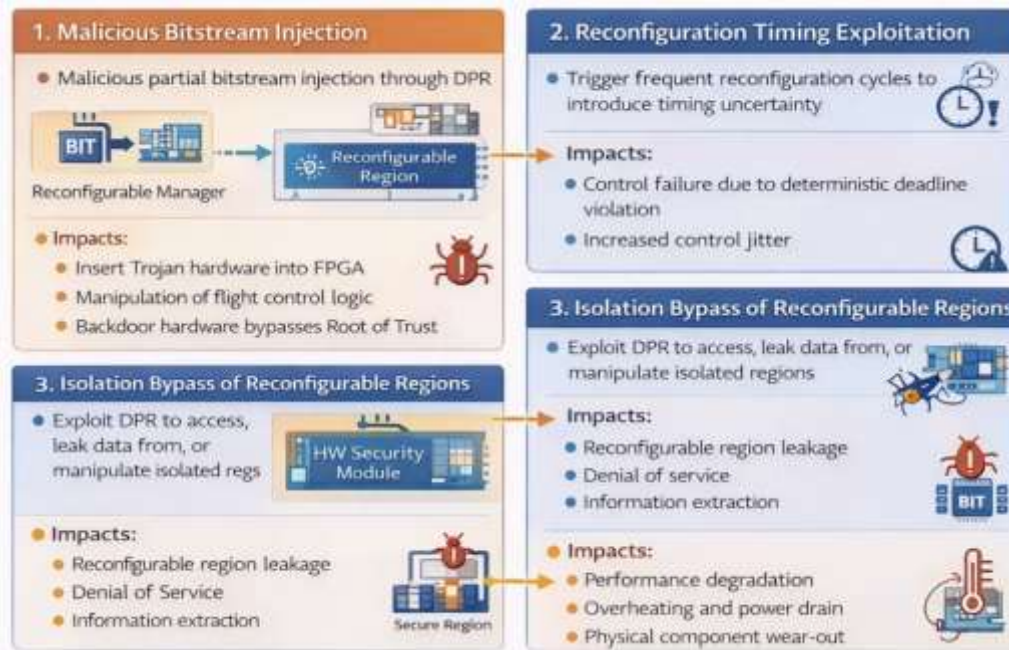 1. Malicious Bitstream Injection
Malicious partial bitstream injection through DPR
BIT
Reconfigurable Manager
Reconfigurable
Region
Impacts:
Insert Trojan hardware into FPGA
Manipulation of flight control logic
Backdoor hardware bypasses Root of Trust
2. Reconfiguration Timing Exploitation
Trigger frequent reconfiguration cycles to
introduce timing uncertainty
Impacts:
Control failure due to deterministic deadline
violation
Increased control jitter
3. Isolation Bypass of Reconfigurable Regions
Exploit DPR to access,
leak data from, or
manipulate isolated regs
HW Security
Module
Impacts:
Reconfigurable region leakage
Denial of Service
Information extraction
Secure Region
3. Isolation Bypass of Reconfigurable Regions
Exploit DPR to access, leak data from, or
manipulate isolated regions
Impacts:
Reconfigurable region leakage
Denial of service
Information extraction
BIT
Impacts:
Performance degradation
Overheating and power drain
Physical component wear-out